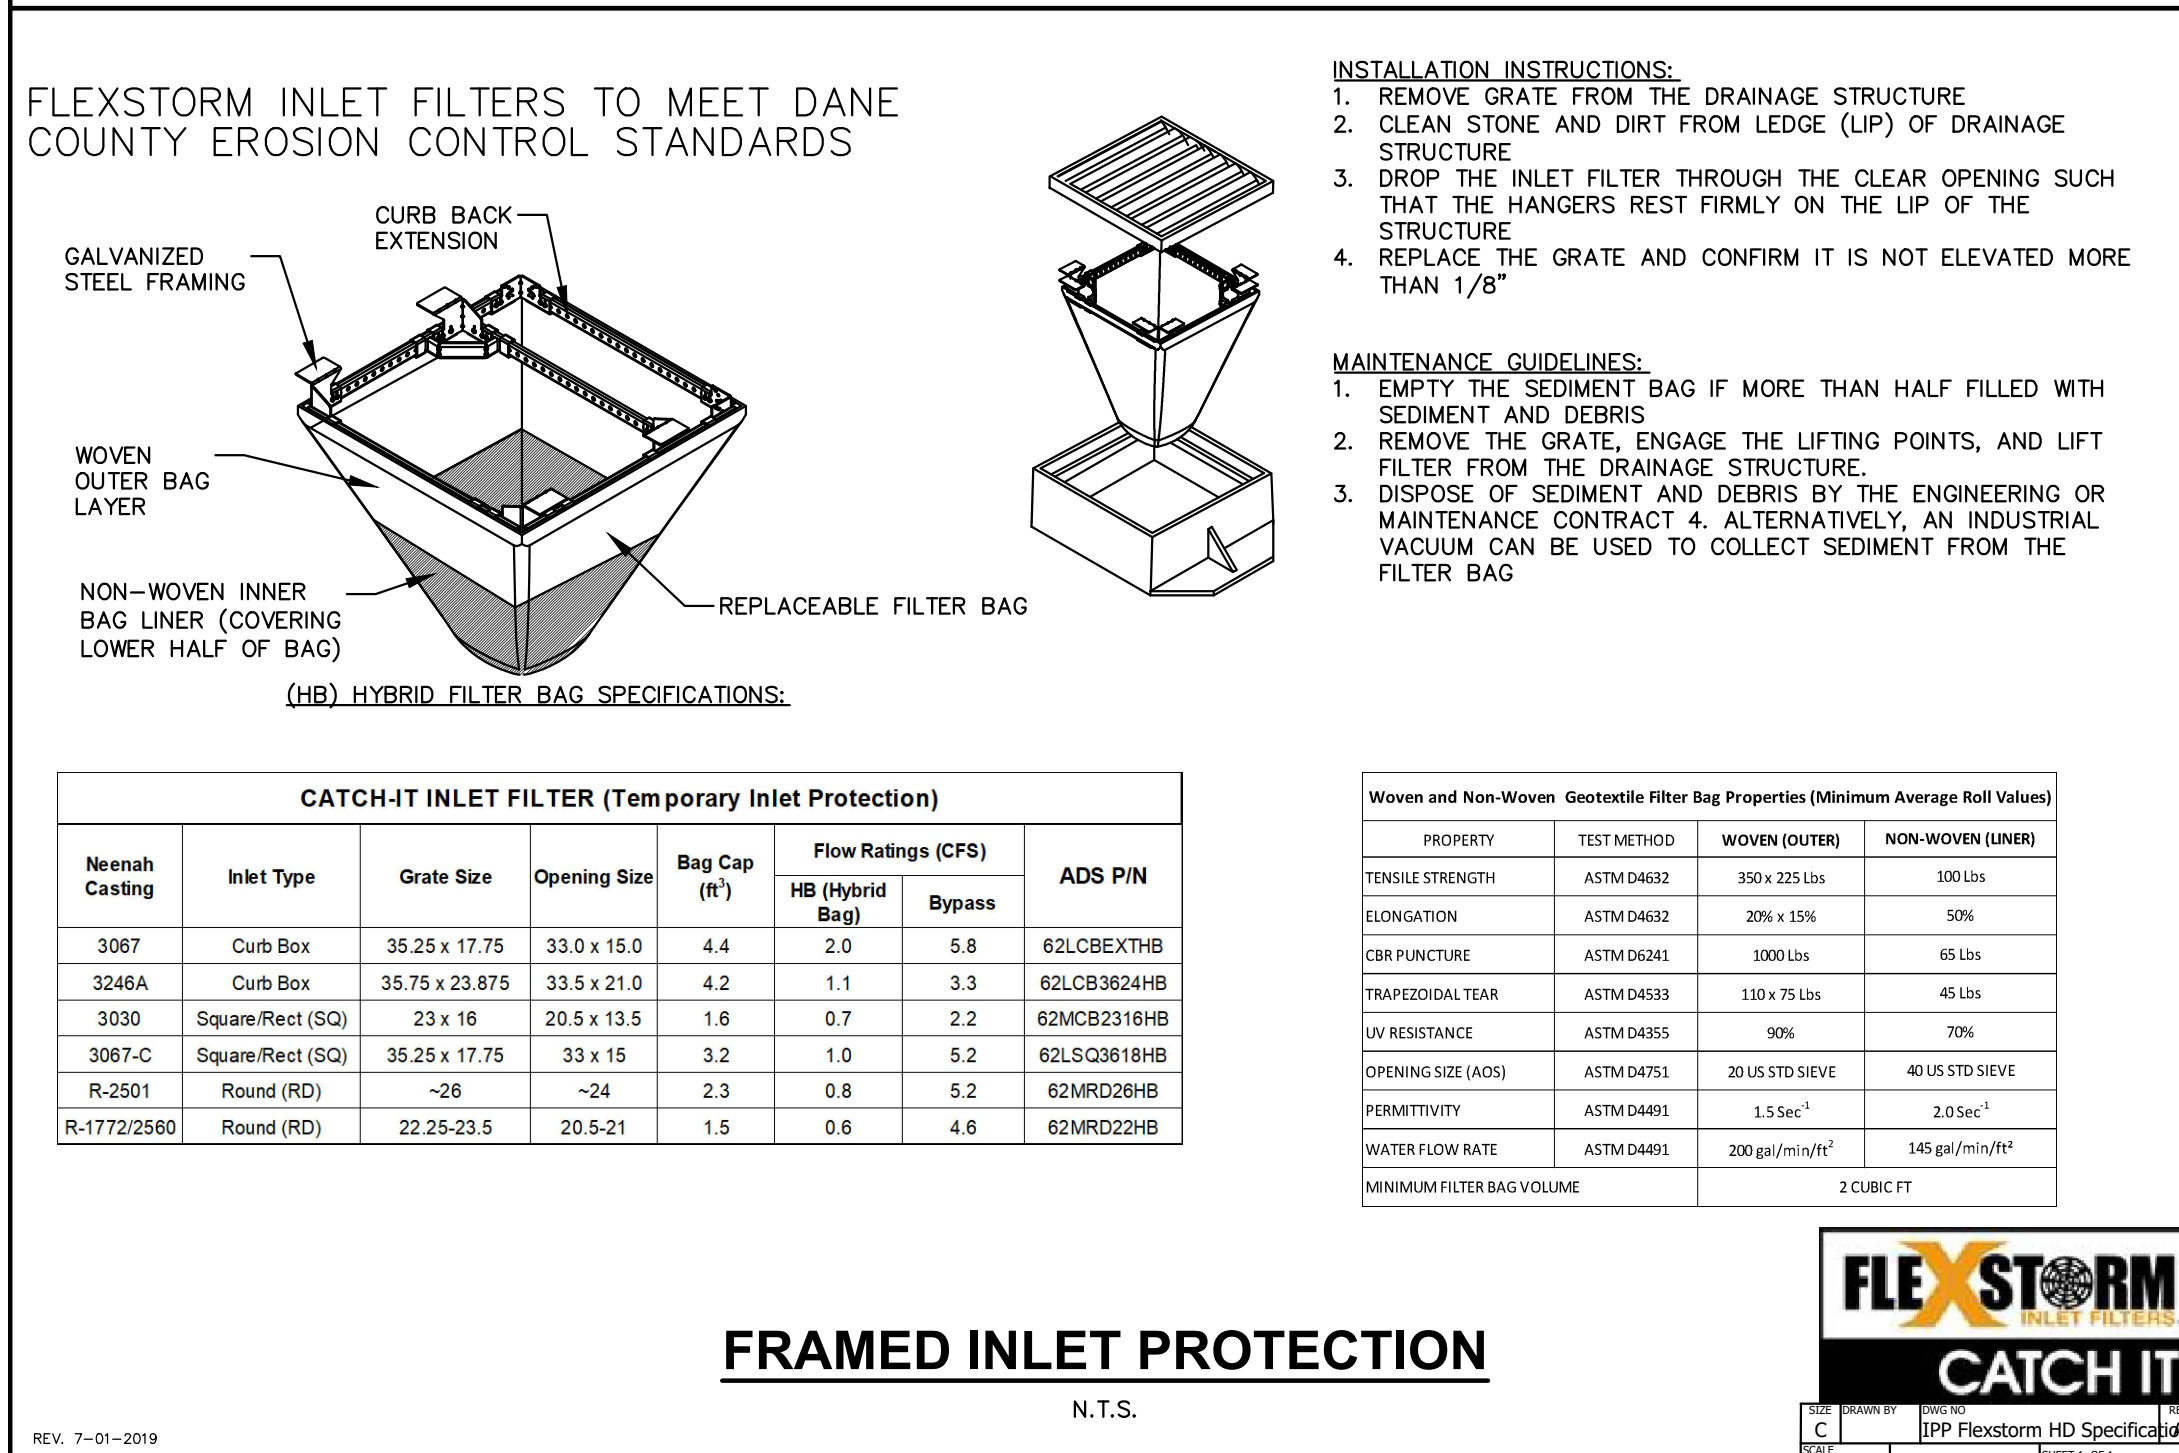 FLEXSTORM INLET FILTERS TO MEET DANE
COUNTY EROSION CONTROL STANDARDS
CURB BACK
EXTENSION
GALVANIZED
STEEL FRAMING
WOVEN
OUTER BAG
LAYER
NON-WOVEN INNER
BAG LINER (COVERING
LOWER HALF OF BAG)
REPLACEABLE FILTER BAG
(HB) HYBRID FILTER BAG SPECIFICATIONS:
INSTALLATION INSTRUCTIONS:
1. REMOVE GRATE FROM THE DRAINAGE STRUCTURE
2. CLEAN STONE AND DIRT FROM LEDGE (LIP) OF DRAINAGE
STRUCTURE
3. DROP THE INLET FILTER THROUGH THE CLEAR OPENING SUCH
THAT THE HANGERS REST FIRMLY ON THE LIP OF THE
STRUCTURE
4. REPLACE THE GRATE AND CONFIRM IT IS NOT ELEVATED MORE
THAN 1/8”
MAINTENANCE GUIDELINES:
1. EMPTY THE SEDIMENT BAG IF MORE THAN HALF FILLED WITH
SEDIMENT AND DEBRIS
2. REMOVE THE GRATE, ENGAGE THE LIFTING POINTS, AND LIFT
FILTER FROM THE DRAINAGE STRUCTURE.
3. DISPOSE OF SEDIMENT AND DEBRIS BY THE ENGINEERING OR
MAINTENANCE CONTRACT 4. ALTERNATIVELY, AN INDUSTRIAL
VACUUM CAN BE USED TO COLLECT SEDIMENT FROM THE
FILTER BAG
CATCH-IT INLET FILTER (Temporary Inlet Protection)
Neenah Casting Inlet Type Grate Size Opening Size Bag Cap (ft³) Flow Ratings (CFS) ADS P/N
HB (Hybrid Bag) Bypass
3067 Curb Box 35.25 x 17.75 33.0 x 15.0 4.4 2.0 5.8 62LCBEXTHB
3246A Curb Box 35.75 x 23.875 33.5 x 21.0 4.2 1.1 3.3 62LCB3624HB
3030 Square/Rect (SQ) 23 x 16 20.5 x 13.5 1.6 0.7 2.2 62MCB2316HB
3067-C Square/Rect (SQ) 35.25 x 17.75 33 x 15 3.2 1.0 5.2 62LSQ3618HB
R-2501 Round (RD) ~26 ~24 2.3 0.8 5.2 62MRD26HB
R-1772/2560 Round (RD) 22.25-23.5 20.5-21 1.5 0.6 4.6 62MRD22HB
Woven and Non-Woven Geotextile Filter Bag Properties (Minimum Average Roll Values)
PROPERTY TEST METHOD WOVEN (OUTER) NON-WOVEN (LINER)
TENSILE STRENGTH ASTM D4632 350 x 225 Lbs 100 Lbs
ELONGATION ASTM D4632 20% x 15% 50%
CBR PUNCTURE ASTM D6241 1000 Lbs 65 Lbs
TRAPEZOIDAL TEAR ASTM D4533 110 x 75 Lbs 45 Lbs
UV RESISTANCE ASTM D4355 90% 70%
OPENING SIZE (AOS) ASTM D4751 20 US STD SIEVE 40 US STD SIEVE
PERMITTIVITY ASTM D4491 1.5 Sec⁻¹ 2.0 Sec⁻¹
WATER FLOW RATE ASTM D4491 200 gal/min/ft² 145 gal/min/ft²
MINIMUM FILTER BAG VOLUME 2 CUBIC FT
FLEXSTORM
INLET FILTERS
CATCH IT
FRAMED INLET PROTECTION
N.T.S.
REV. 7-01-2019
SIZE DRAWN BY DWG NO
C IPP Flexstorm HD
SCALE